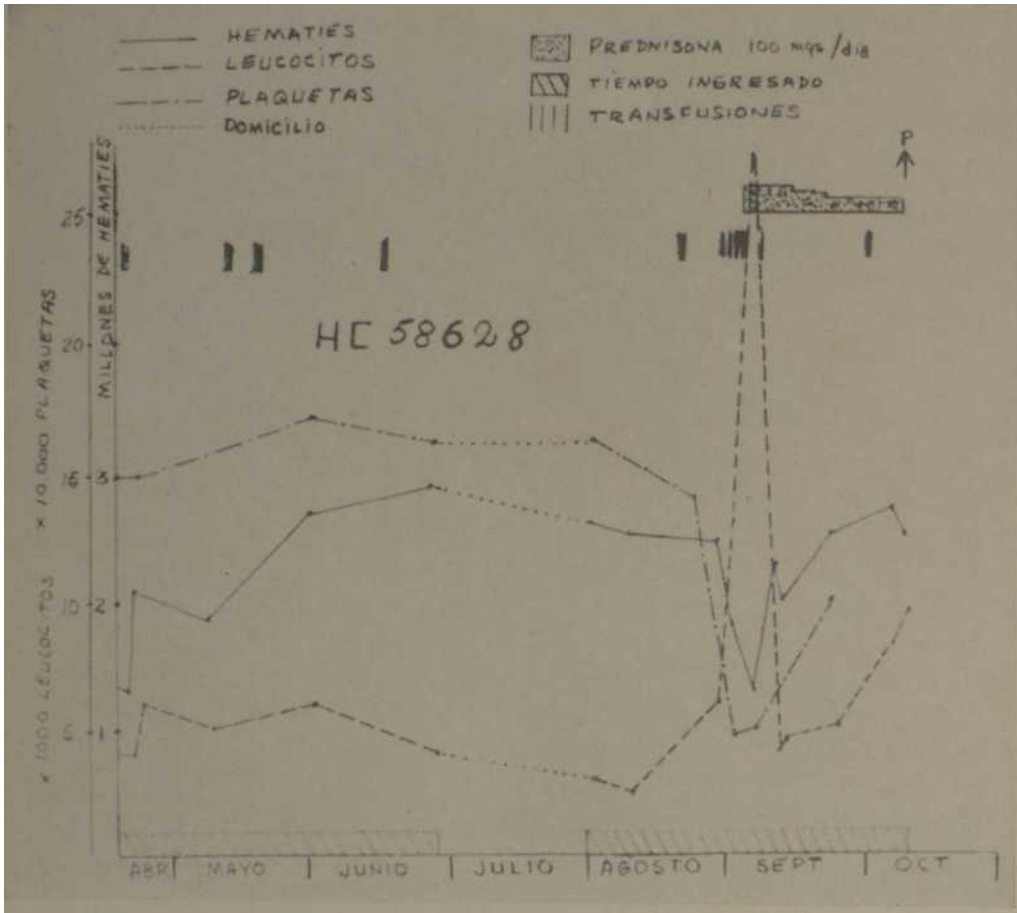 HEMATIES
LEUCOCITOS
PLAQUETAS
DOMICILIO
PREDNISONA 100 mgs/dia
TIEMPO INGRESADO
TRANSFUSIONES
P
25
20
15 3
10 2
5 1
MILLONES DE HEMATIES
× 10.000 PLAQUETAS
× 1000 LEUCOCITOS
HC 58628
ABR MAYO JUNIO JULIO AGOSTO SEPT OCT